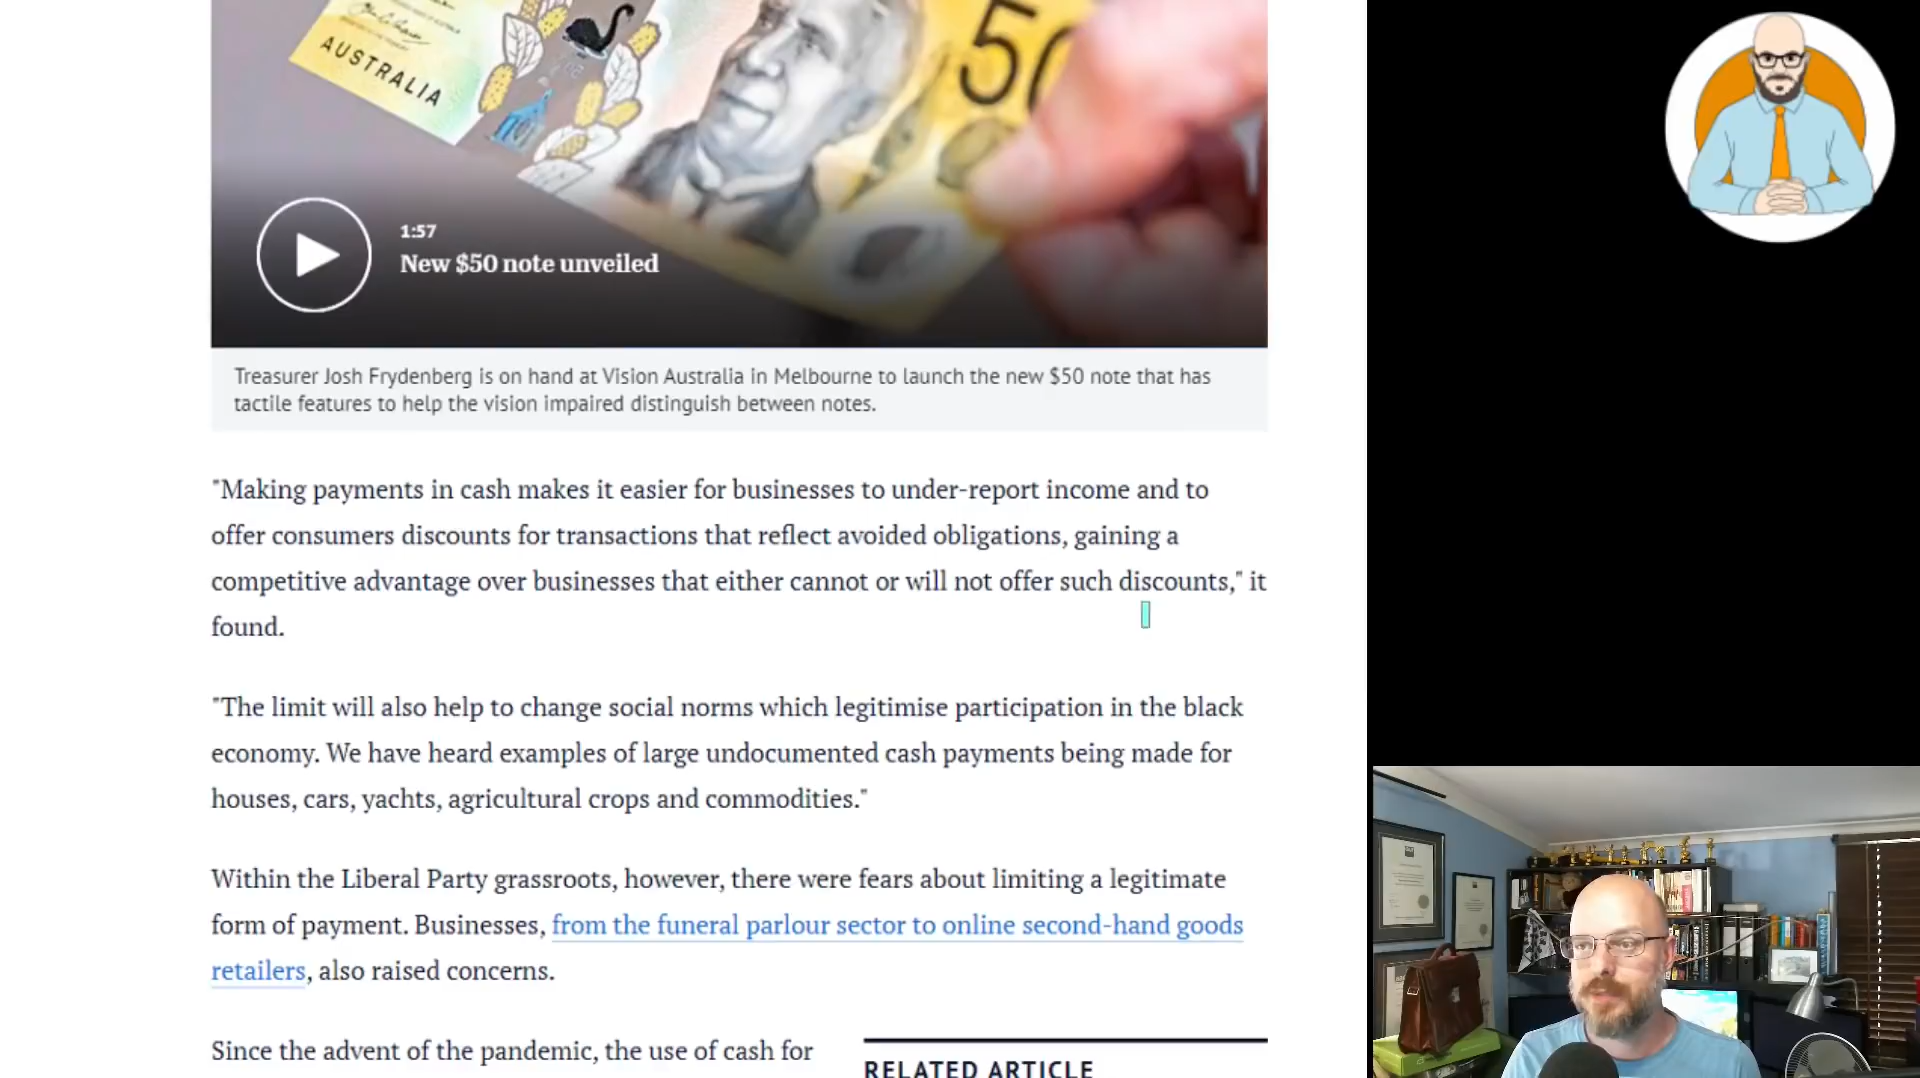 AUSTRALIA
50
1:57
New $50 note unveiled
Treasurer Josh Frydenberg is on hand at Vision Australia in Melbourne to launch the new $50 note that has
tactile features to help the vision impaired distinguish between notes.
"Making payments in cash makes it easier for businesses to under-report income and to
offer consumers discounts for transactions that reflect avoided obligations, gaining a
competitive advantage over businesses that either cannot or will not offer such discounts," it
found.
"The limit will also help to change social norms which legitimise participation in the black
economy. We have heard examples of large undocumented cash payments being made for
houses, cars, yachts, agricultural crops and commodities."
Within the Liberal Party grassroots, however, there were fears about limiting a legitimate
form of payment. Businesses, from the funeral parlour sector to online second-hand goods
retailers, also raised concerns.
Since the advent of the pandemic, the use of cash for
RELATED ARTICLE